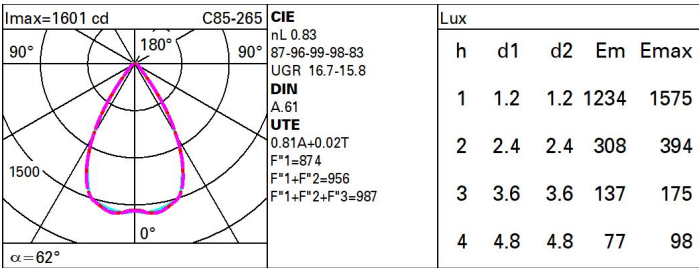 Imax=1601 cd C85-265
90° 180° 90°
1500
0°
α=62°
CIE
nL 0.83
87-96-99-98-83
UGR 16.7-15.8
DIN
A.61
UTE
0.81A+0.02T
F"1=874
F"1+F"2=956
F"1+F"2+F"3=987
Lux
h d1 d2 Em Emax
1 1.2 1.2 1234 1575
2 2.4 2.4 308 394
3 3.6 3.6 137 175
4 4.8 4.8 77 98